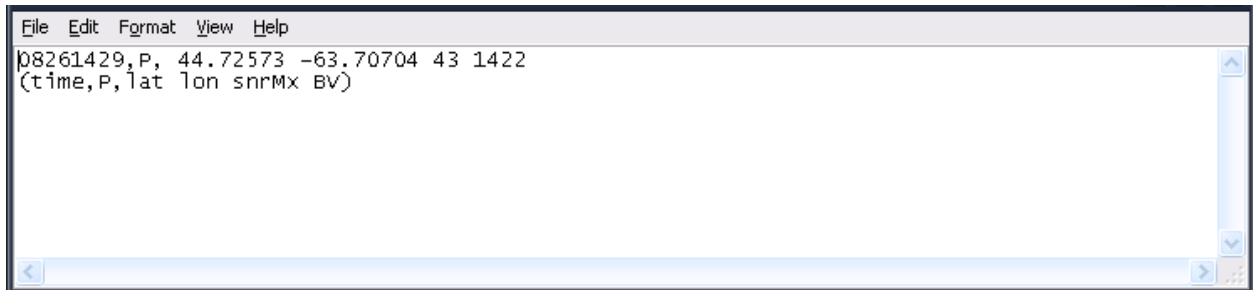 File Edit Format View Help
08261429,P, 44.72573 -63.70704 43 1422
(time,P,lat lon snrMx BV)